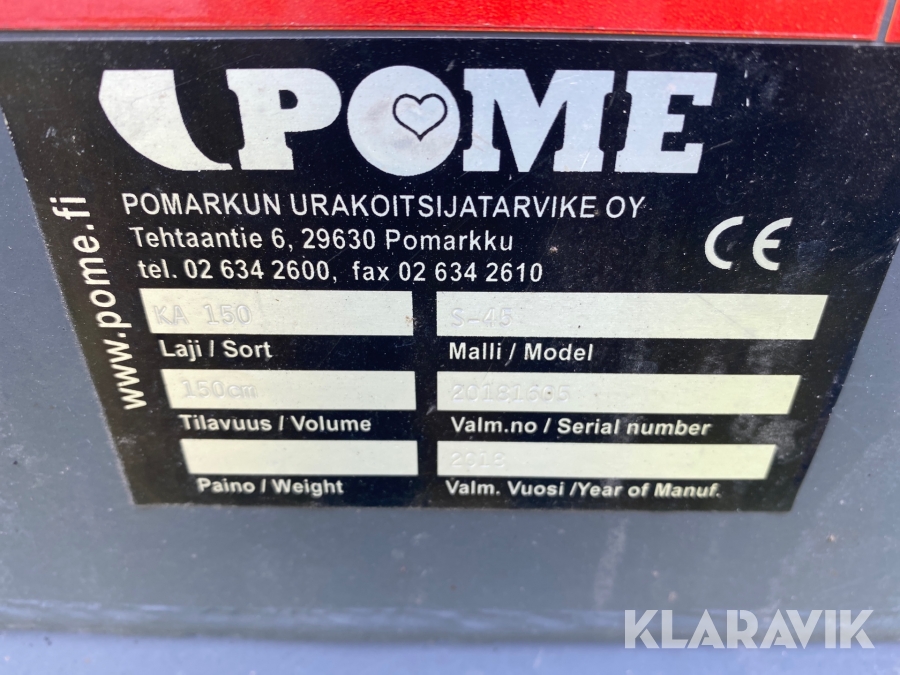 POME
www.pome.fi
POMARKUN URAKOITSIJATARVIKE OY
Tehtaantie 6, 29630 Pomarkku
tel. 02 634 2600, fax 02 634 2610
CE
KA 150
S-45
Laji / Sort
Malli / Model
150cm
20181605
Tilavuus / Volume
Valm.no / Serial number
2018
Paino / Weight
Valm. Vuosi /Year of Manuf.
KLARAVIK